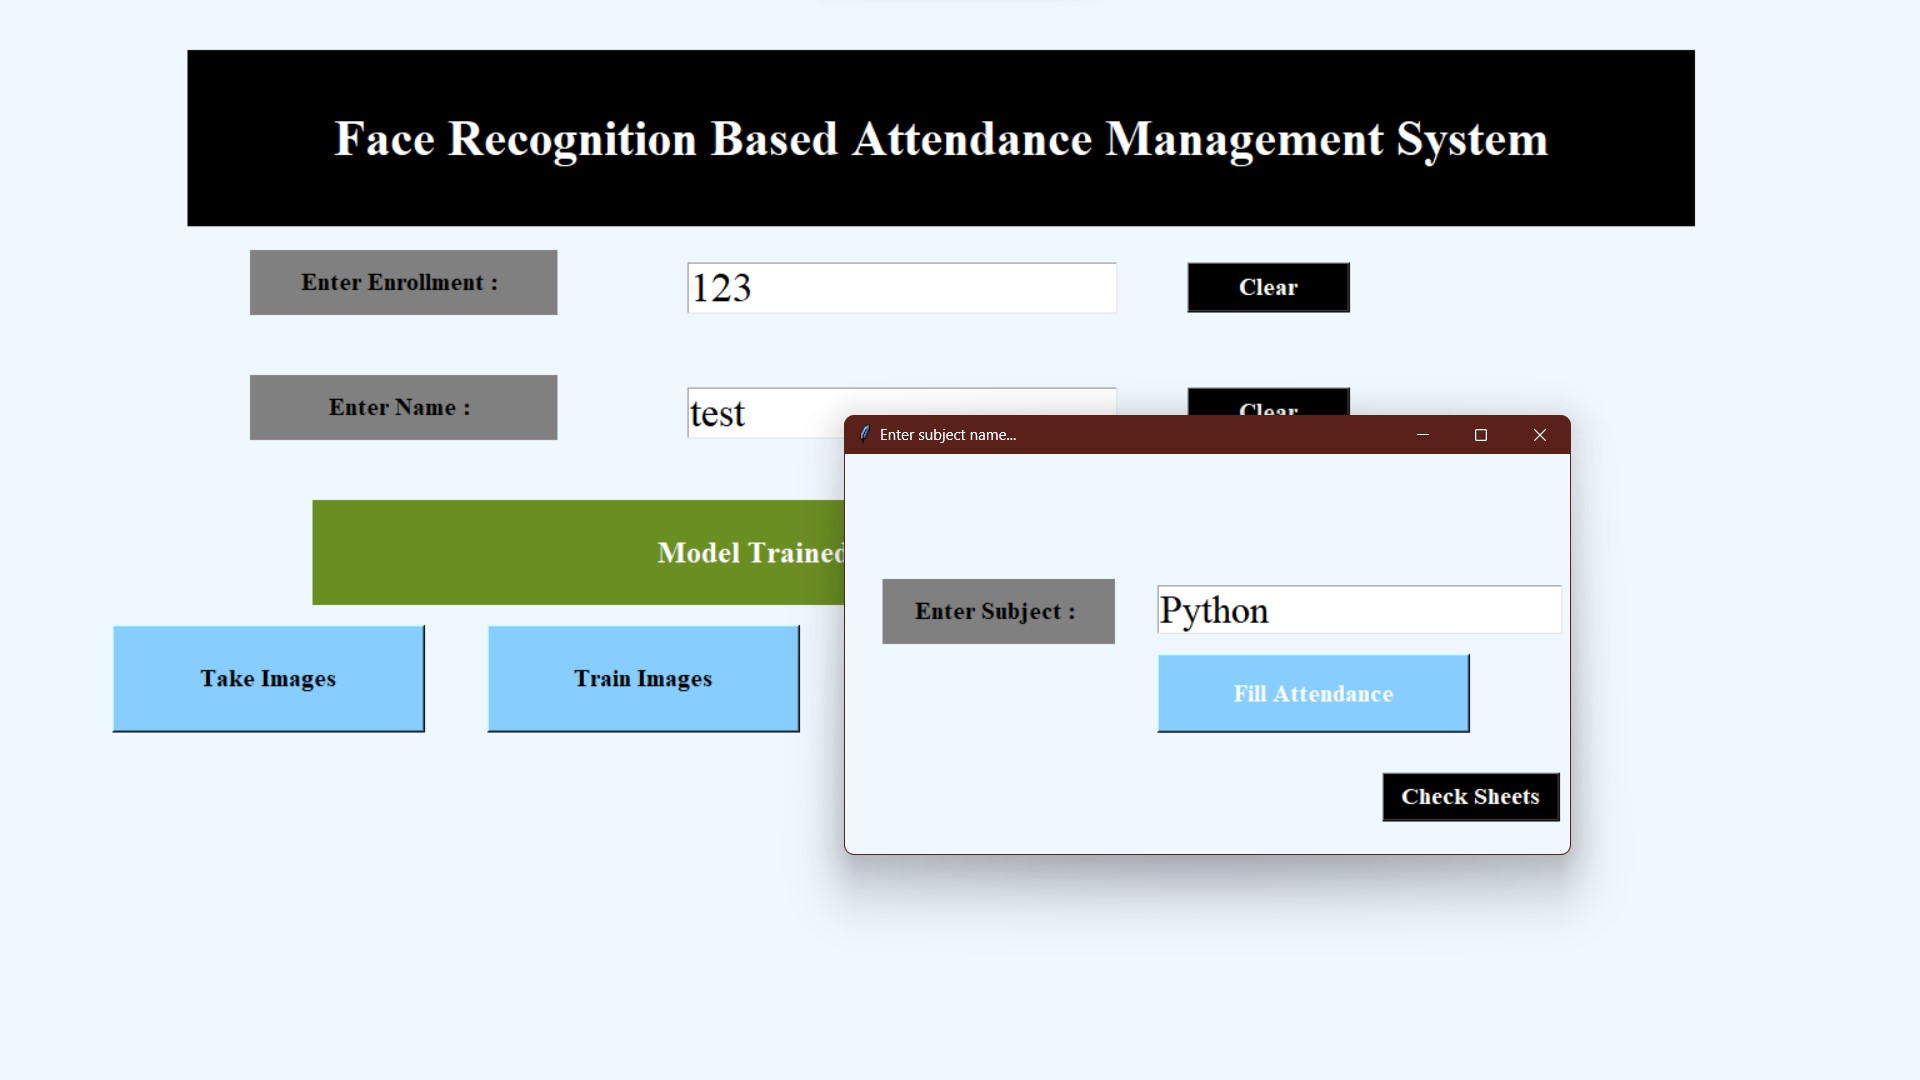 Face Recognition Based Attendance Management System
Enter Enrollment :
123
Clear
Enter Name :
test
Clear
Model Trained
Take Images
Train Images
Enter subject name...
Enter Subject :
Python
Fill Attendance
Check Sheets